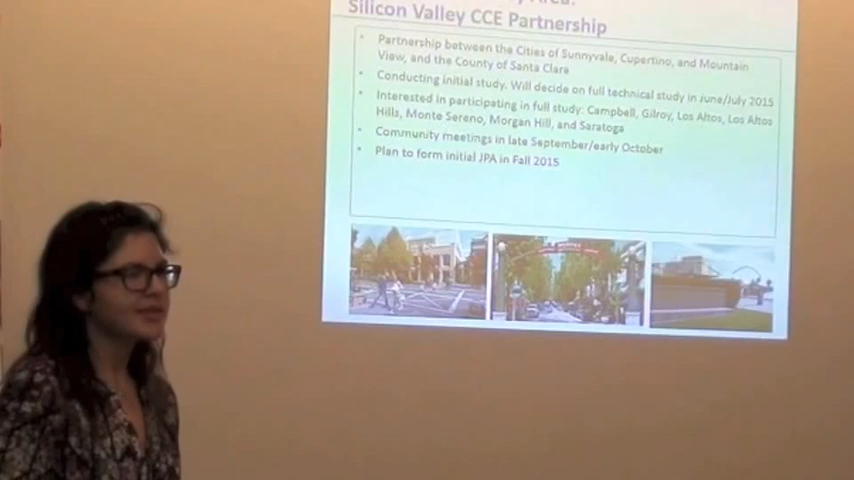 Area:
Silicon Valley CCE Partnership
Partnership between the Cities of Sunnyvale, Cupertino, and Mountain
View, and the County of Santa Clara
Conducting initial study. Will decide on full technical study in June/July 2015
Interested in participating in full study: Campbell, Gilroy, Los Altos, Los Altos
Hills, Monte Sereno, Morgan Hill, and Saratoga
Community meetings in late September/early October
Plan to form initial JPA in Fall 2015